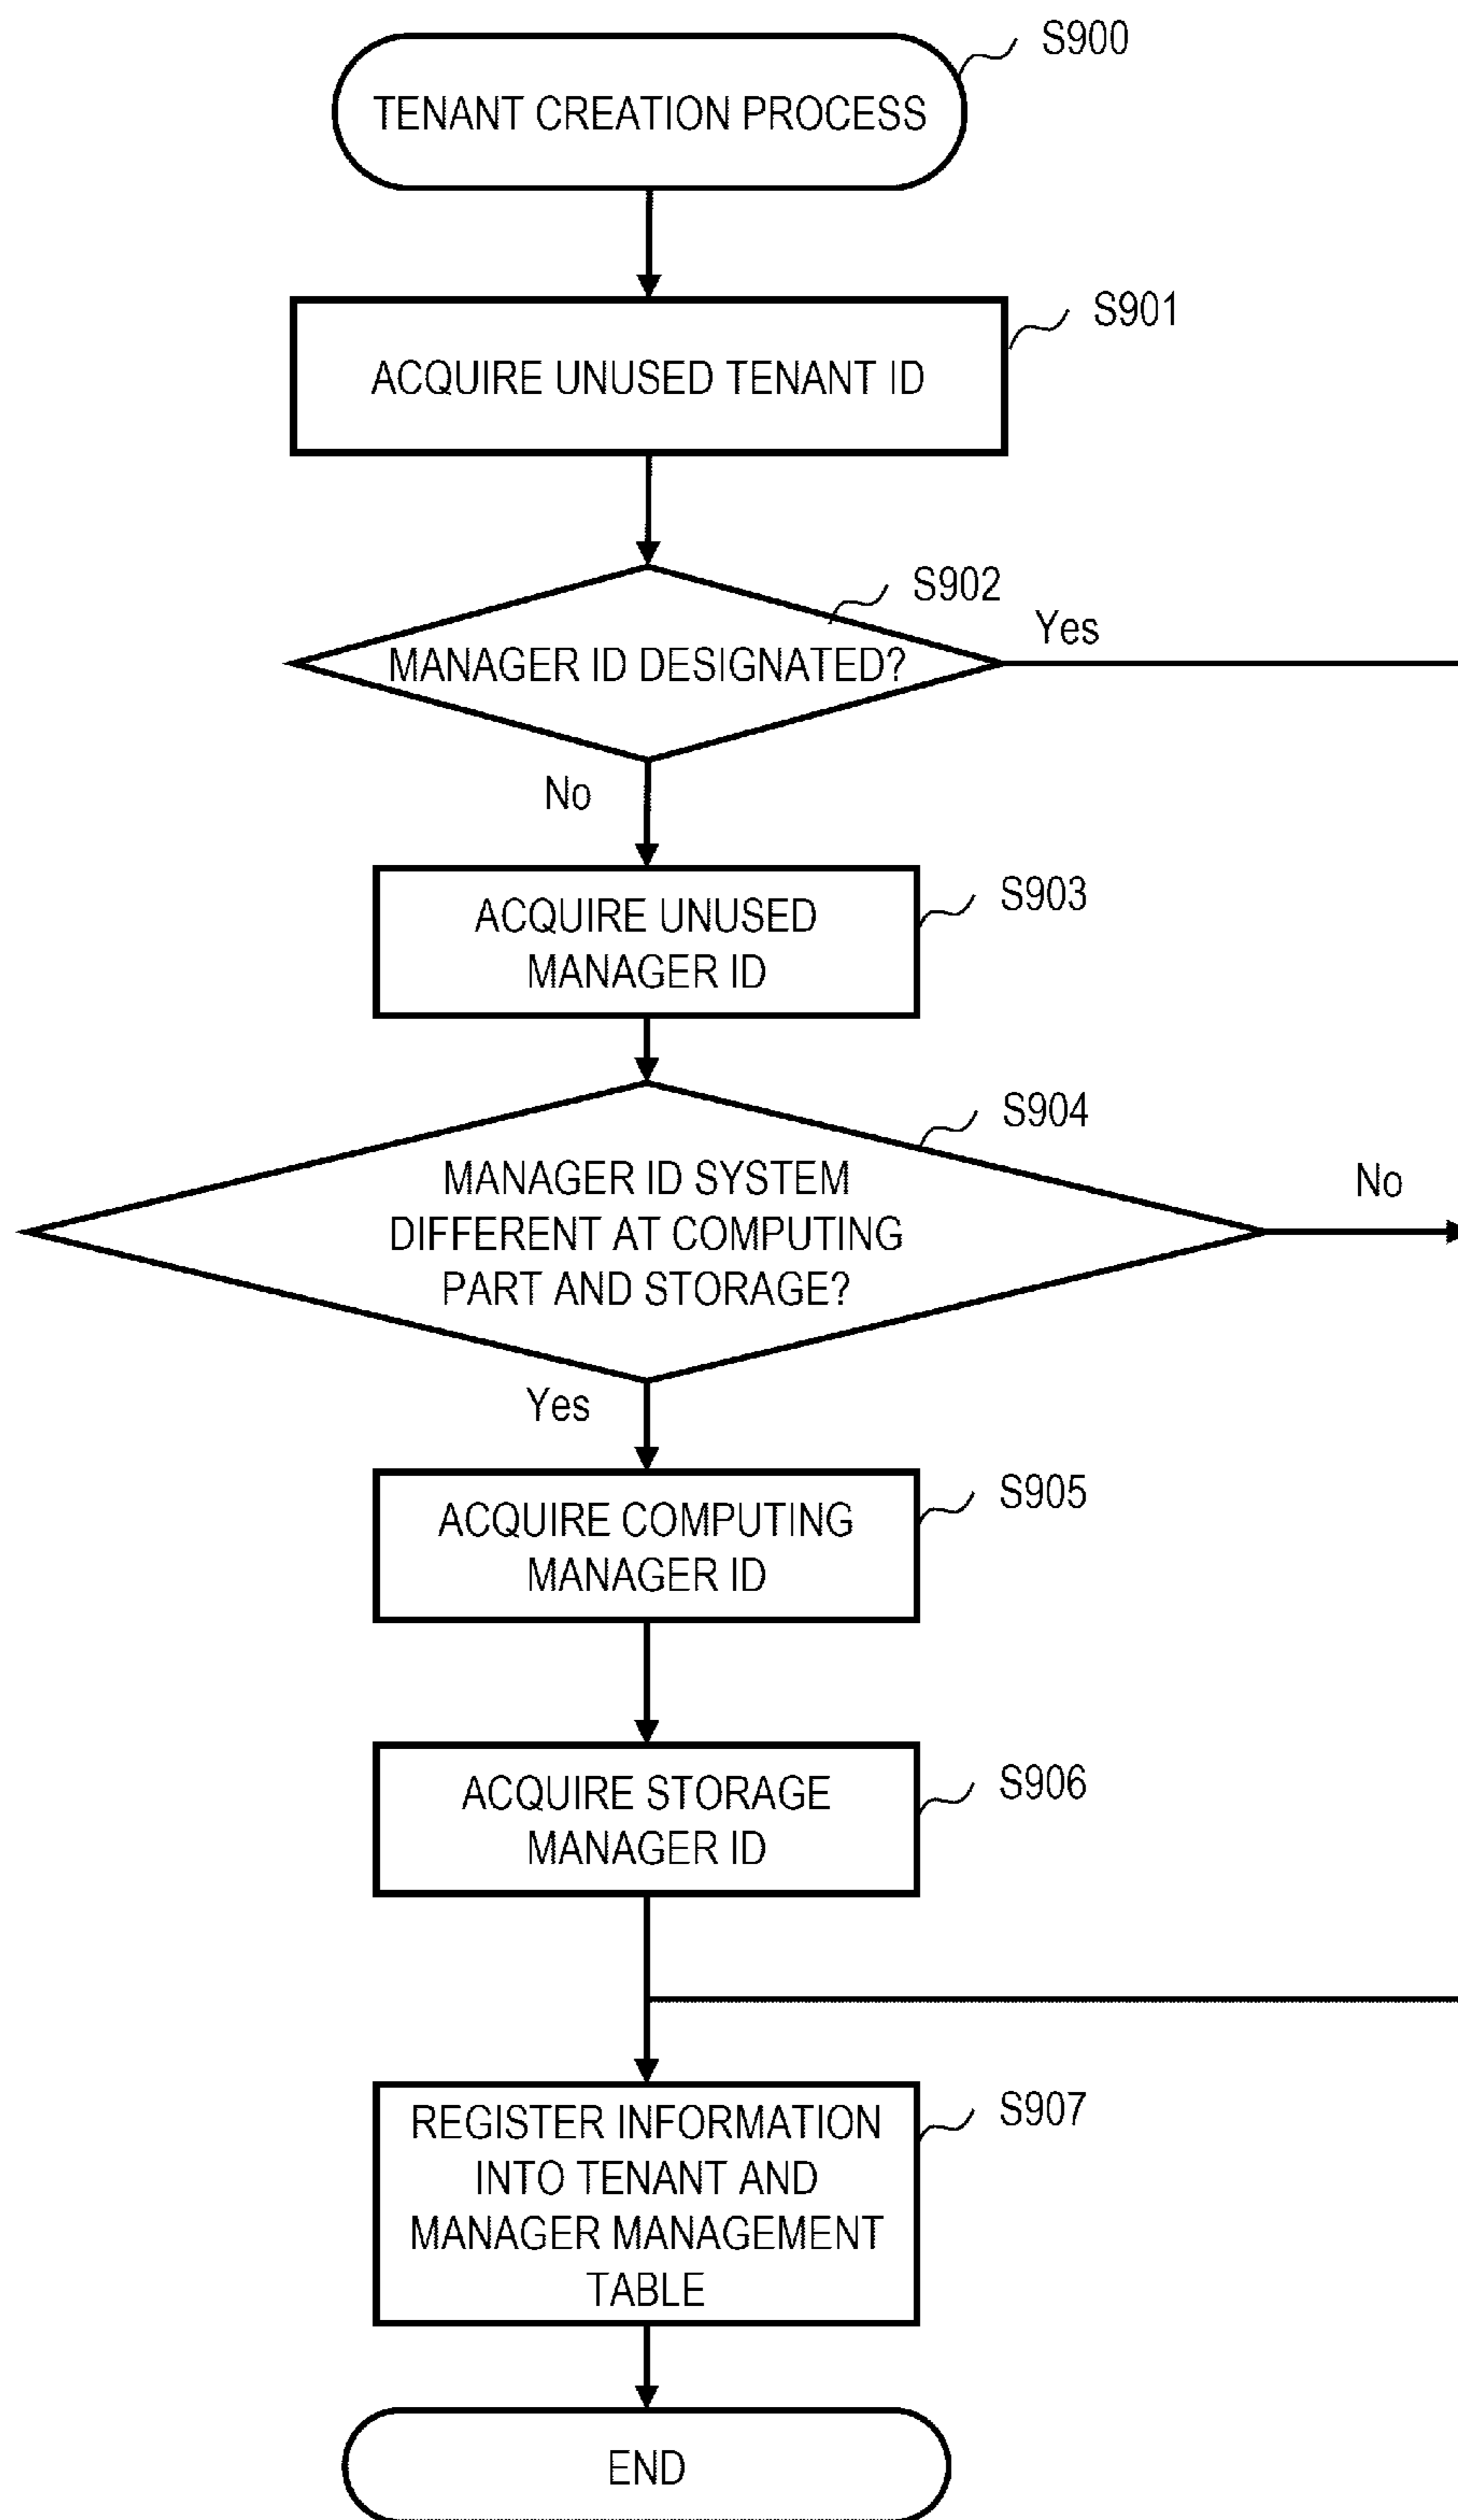 S900
TENANT CREATION PROCESS
S901
ACQUIRE UNUSED TENANT ID
S902
Yes
MANAGER ID DESIGNATED?
No
S903
ACQUIRE UNUSED
MANAGER ID
S904
No
MANAGER ID SYSTEM
DIFFERENT AT COMPUTING
PART AND STORAGE?
Yes
S905
ACQUIRE COMPUTING
MANAGER ID
S906
ACQUIRE STORAGE
MANAGER ID
S907
REGISTER INFORMATION
INTO TENANT AND
MANAGER MANAGEMENT
TABLE
END